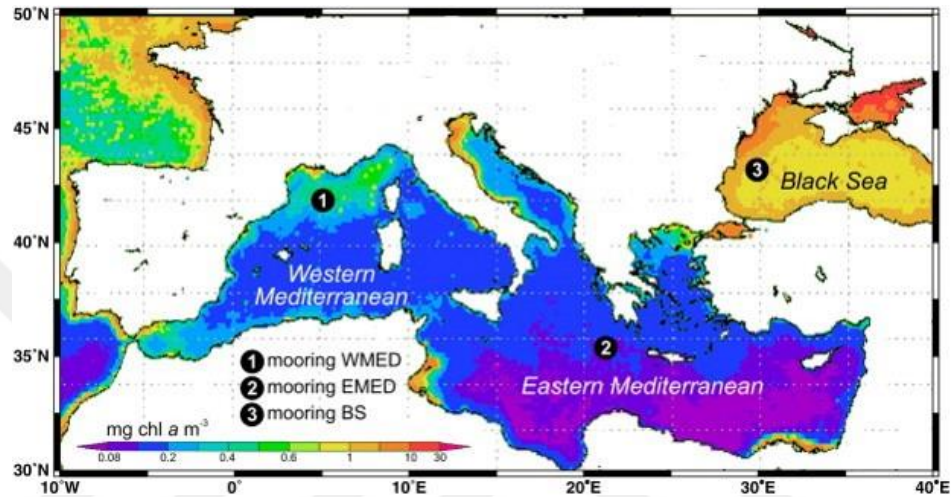 50°N
45°N
40°N
35°N
30°N
Black Sea
Western
Mediterranean
Eastern Mediterranean
1
2
3
1 mooring WMED
2 mooring EMED
3 mooring BS
mg chl a m⁻³
0.08 0.2 0.4 0.6 1 10 30
10°W 0° 10°E 20°E 30°E 40°E